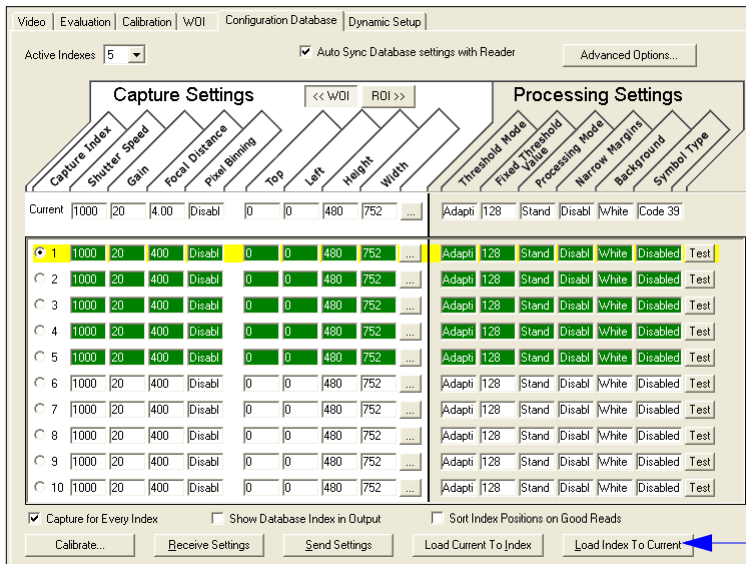 Video Evaluation Calibration WOI Configuration Database Dynamic Setup
Active Indexes 5 Auto Sync Database settings with Reader Advanced Options...
Capture Settings << WOI ROI >> Processing Settings
Capture Index Shutter Speed Gain Focal Distance Pixel Binning Top Left Height Width Threshold Mode Fixed Threshold Value Processing Mode Narrow Margins Background Symbol Type
Current 1000 20 4.00 Disabl 0 0 480 752 ... Adapti 128 Stand Disabl White Code 39
1 1000 20 400 Disabl 0 0 480 752 ... Adapti 128 Stand Disabl White Disabled Test
2 1000 20 400 Disabl 0 0 480 752 ... Adapti 128 Stand Disabl White Disabled Test
3 1000 20 400 Disabl 0 0 480 752 ... Adapti 128 Stand Disabl White Disabled Test
4 1000 20 400 Disabl 0 0 480 752 ... Adapti 128 Stand Disabl White Disabled Test
5 1000 20 400 Disabl 0 0 480 752 ... Adapti 128 Stand Disabl White Disabled Test
6 1000 20 400 Disabl 0 0 480 752 ... Adapti 128 Stand Disabl White Disabled Test
7 1000 20 400 Disabl 0 0 480 752 ... Adapti 128 Stand Disabl White Disabled Test
8 1000 20 400 Disabl 0 0 480 752 ... Adapti 128 Stand Disabl White Disabled Test
9 1000 20 400 Disabl 0 0 480 752 ... Adapti 128 Stand Disabl White Disabled Test
10 1000 20 400 Disabl 0 0 480 752 ... Adapti 128 Stand Disabl White Disabled Test
Capture for Every Index Show Database Index in Output Sort Index Positions on Good Reads
Calibrate... Receive Settings Send Settings Load Current To Index Load Index To Current